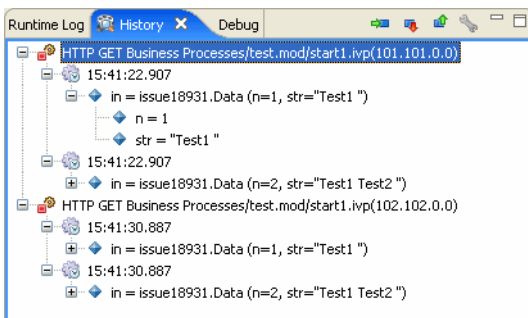 Runtime Log History Debug
HTTP GET Business Processes/test.mod/start1.ivp(101.101.0.0)
15:41:22.907
in = issue18931.Data (n=1, str="Test1 ")
n = 1
str = "Test1 "
15:41:22.907
in = issue18931.Data (n=2, str="Test1 Test2 ")
HTTP GET Business Processes/test.mod/start1.ivp(102.102.0.0)
15:41:30.887
in = issue18931.Data (n=1, str="Test1 ")
15:41:30.887
in = issue18931.Data (n=2, str="Test1 Test2 ")